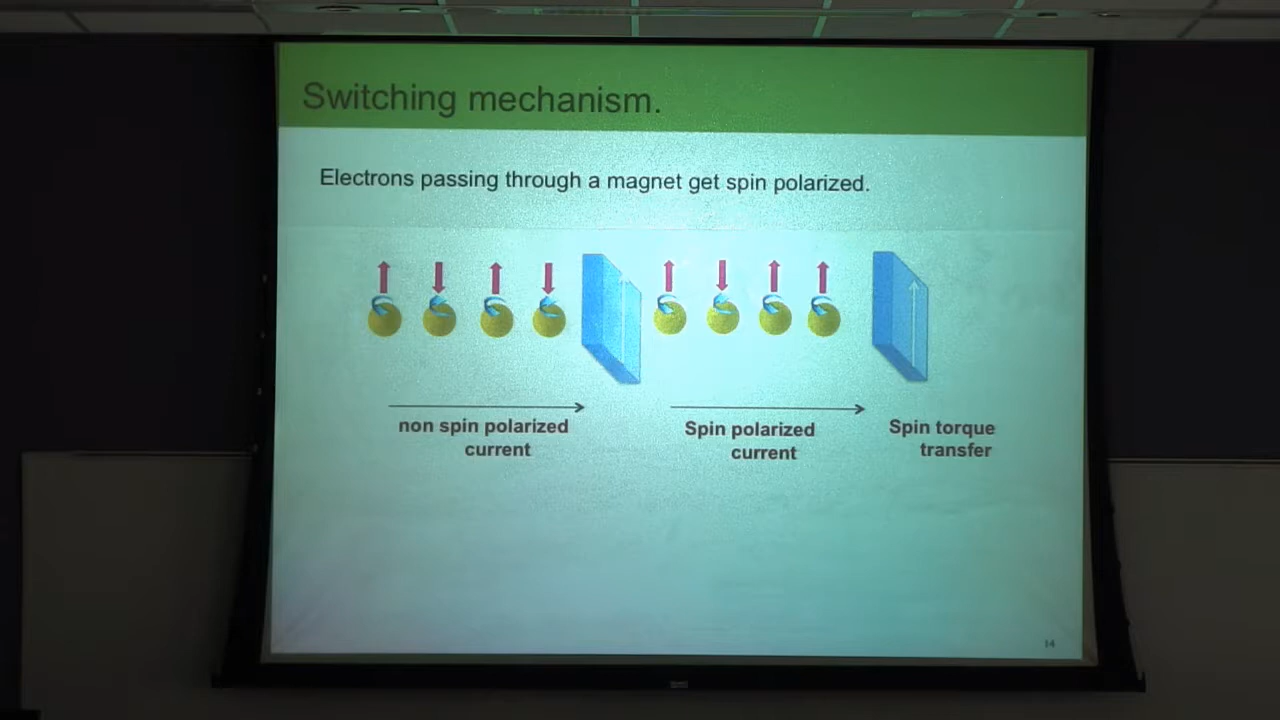 Switching mechanism.
Electrons passing through a magnet get spin polarized.
non spin polarized
current
Spin polarized
current
Spin torque
transfer
14